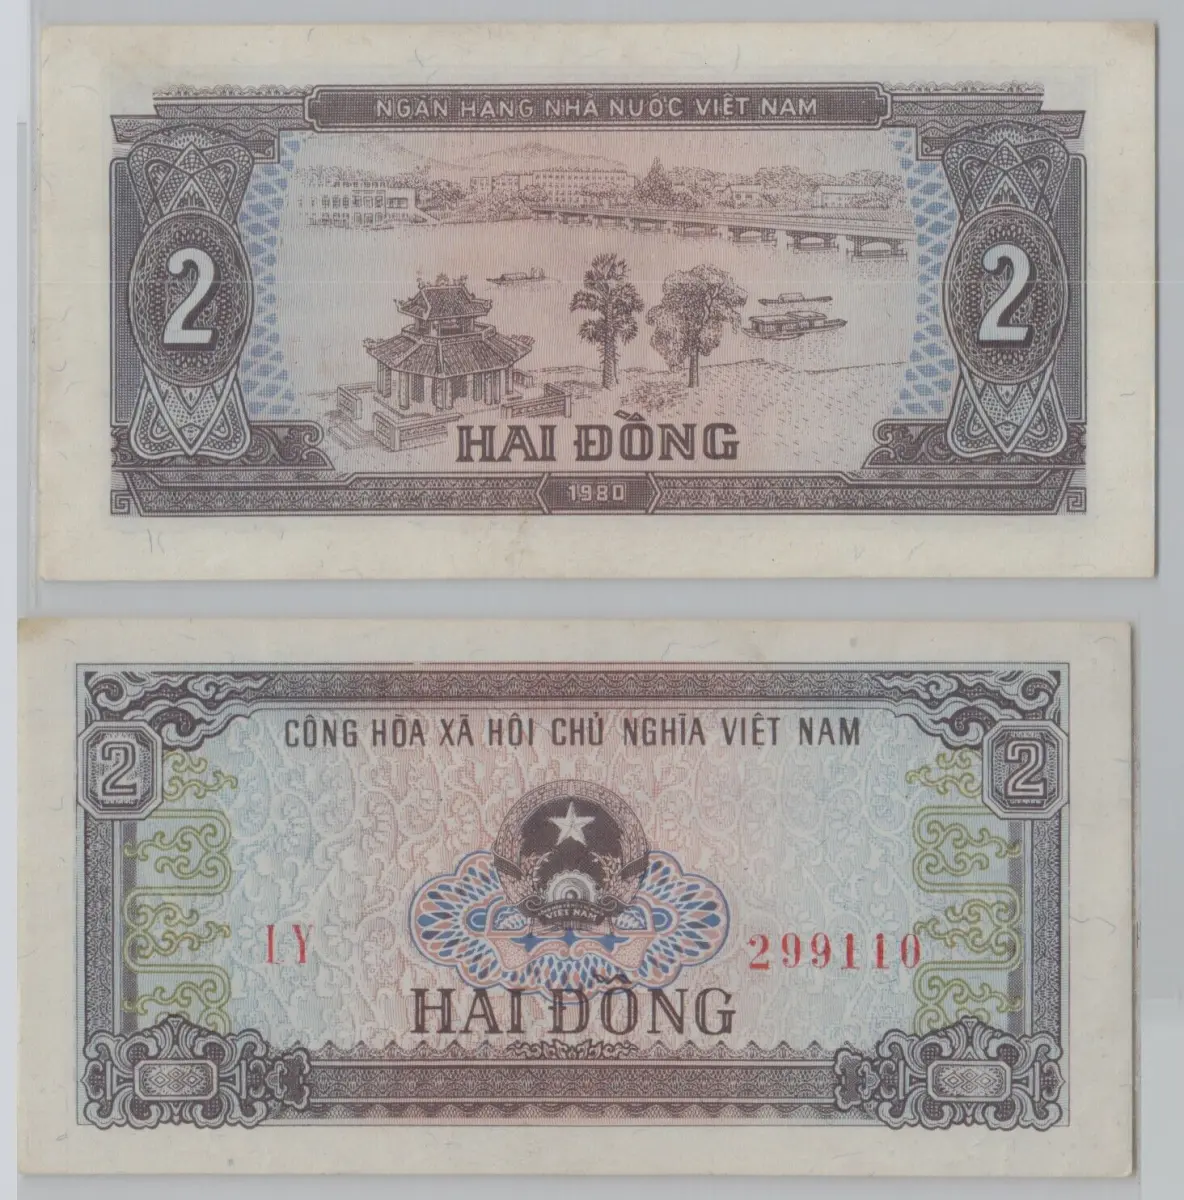 NGÂN HÀNG NHÀ NƯỚC VIỆT NAM
2
2
HAI ĐỒNG
1980
CỘNG HÒA XÃ HỘI CHỦ NGHĨA VIỆT NAM
2
2
VIỆT NAM
LY 299110
HAI ĐỒNG